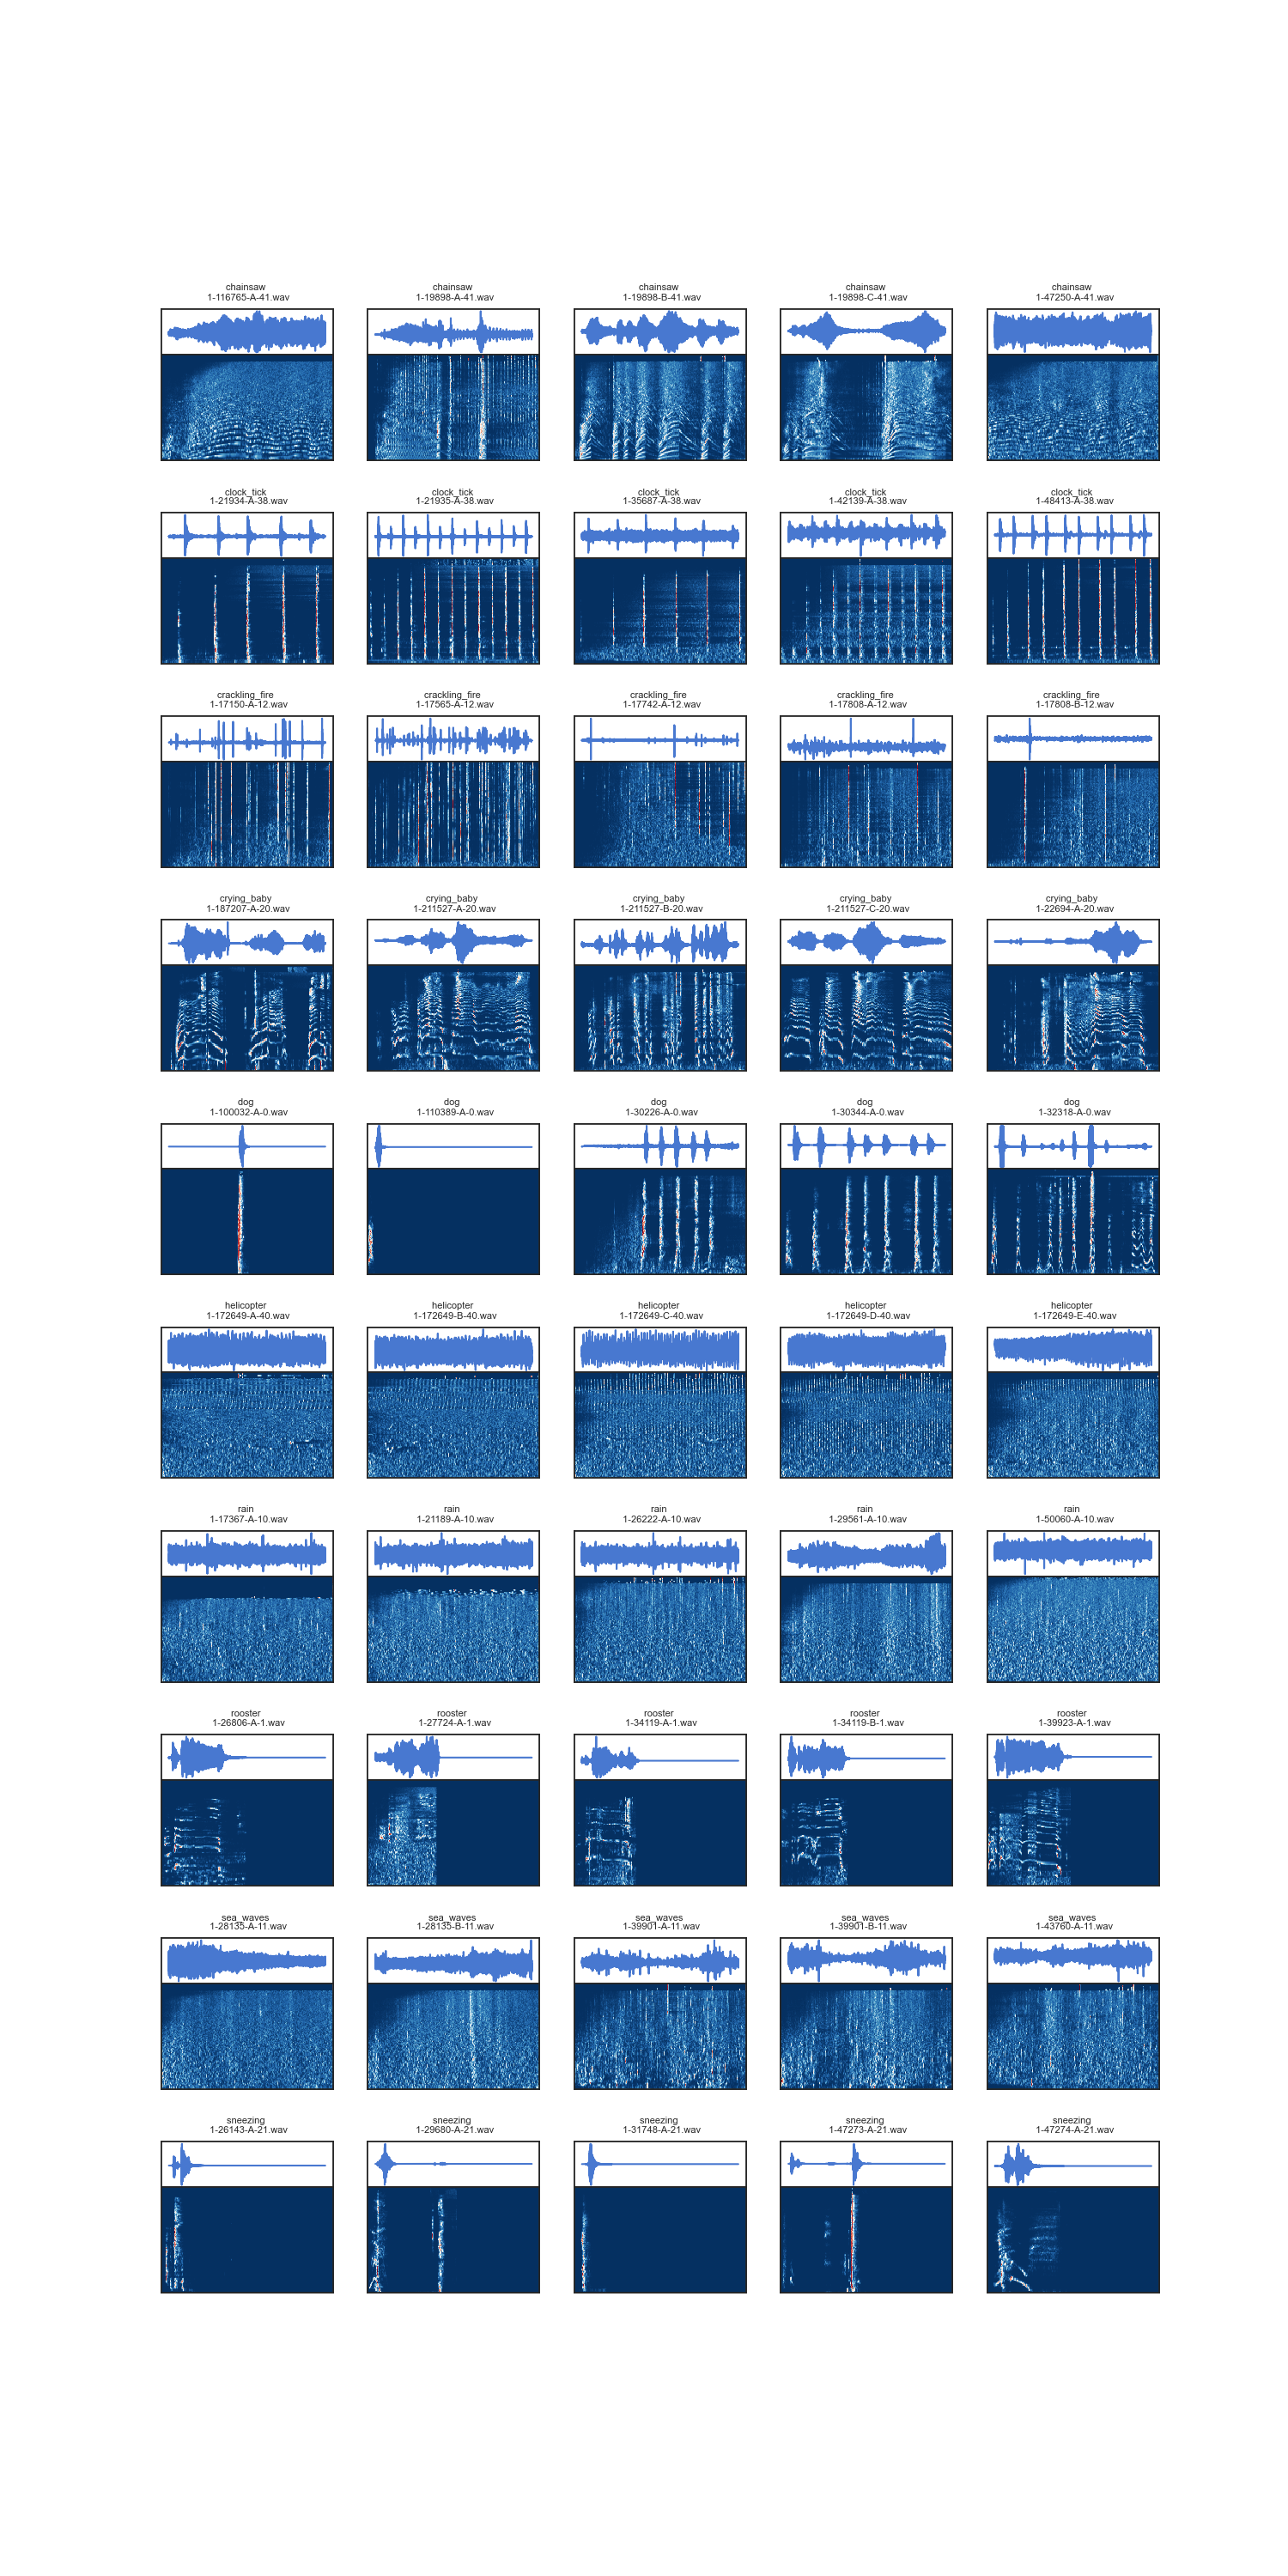 chainsaw
1-116765-A-41.wav
chainsaw
1-19898-A-41.wav
chainsaw
1-19898-B-41.wav
chainsaw
1-19898-C-41.wav
chainsaw
1-47250-A-41.wav
clock_tick
1-21934-A-38.wav
clock_tick
1-21935-A-38.wav
clock_tick
1-35687-A-38.wav
clock_tick
1-42139-A-38.wav
clock_tick
1-48413-A-38.wav
crackling_fire
1-17150-A-12.wav
crackling_fire
1-17565-A-12.wav
crackling_fire
1-17742-A-12.wav
crackling_fire
1-17808-A-12.wav
crackling_fire
1-17808-B-12.wav
crying_baby
1-187207-A-20.wav
crying_baby
1-211527-A-20.wav
crying_baby
1-211527-B-20.wav
crying_baby
1-211527-C-20.wav
crying_baby
1-22694-A-20.wav
dog
1-100032-A-0.wav
dog
1-110389-A-0.wav
dog
1-30226-A-0.wav
dog
1-30344-A-0.wav
dog
1-32318-A-0.wav
helicopter
1-172649-A-40.wav
helicopter
1-172649-B-40.wav
helicopter
1-172649-C-40.wav
helicopter
1-172649-D-40.wav
helicopter
1-172649-E-40.wav
rain
1-17367-A-10.wav
rain
1-21189-A-10.wav
rain
1-26222-A-10.wav
rain
1-29561-A-10.wav
rain
1-50060-A-10.wav
rooster
1-26806-A-1.wav
rooster
1-27724-A-1.wav
rooster
1-34119-A-1.wav
rooster
1-34119-B-1.wav
rooster
1-39923-A-1.wav
sea_waves
1-28135-A-11.wav
sea_waves
1-28135-B-11.wav
sea_waves
1-39901-A-11.wav
sea_waves
1-39901-B-11.wav
sea_waves
1-43760-A-11.wav
sneezing
1-26143-A-21.wav
sneezing
1-29680-A-21.wav
sneezing
1-31748-A-21.wav
sneezing
1-47273-A-21.wav
sneezing
1-47274-A-21.wav